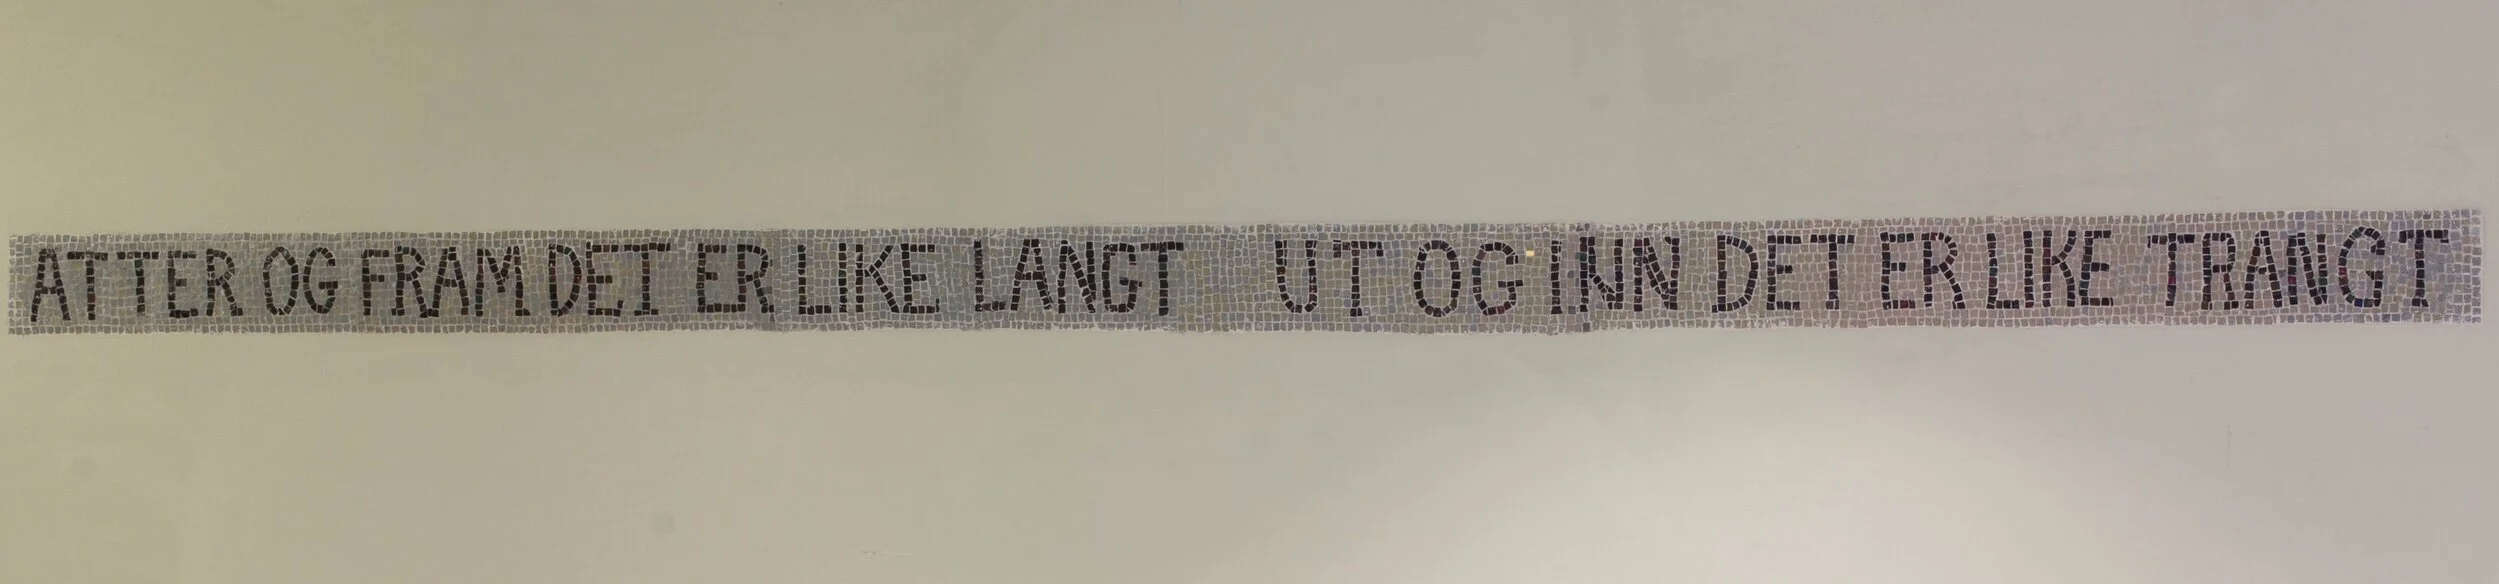 ATTER OG FRAM DET ER LIKE LANGT UT OG INN DET ER LIKE TRANGT